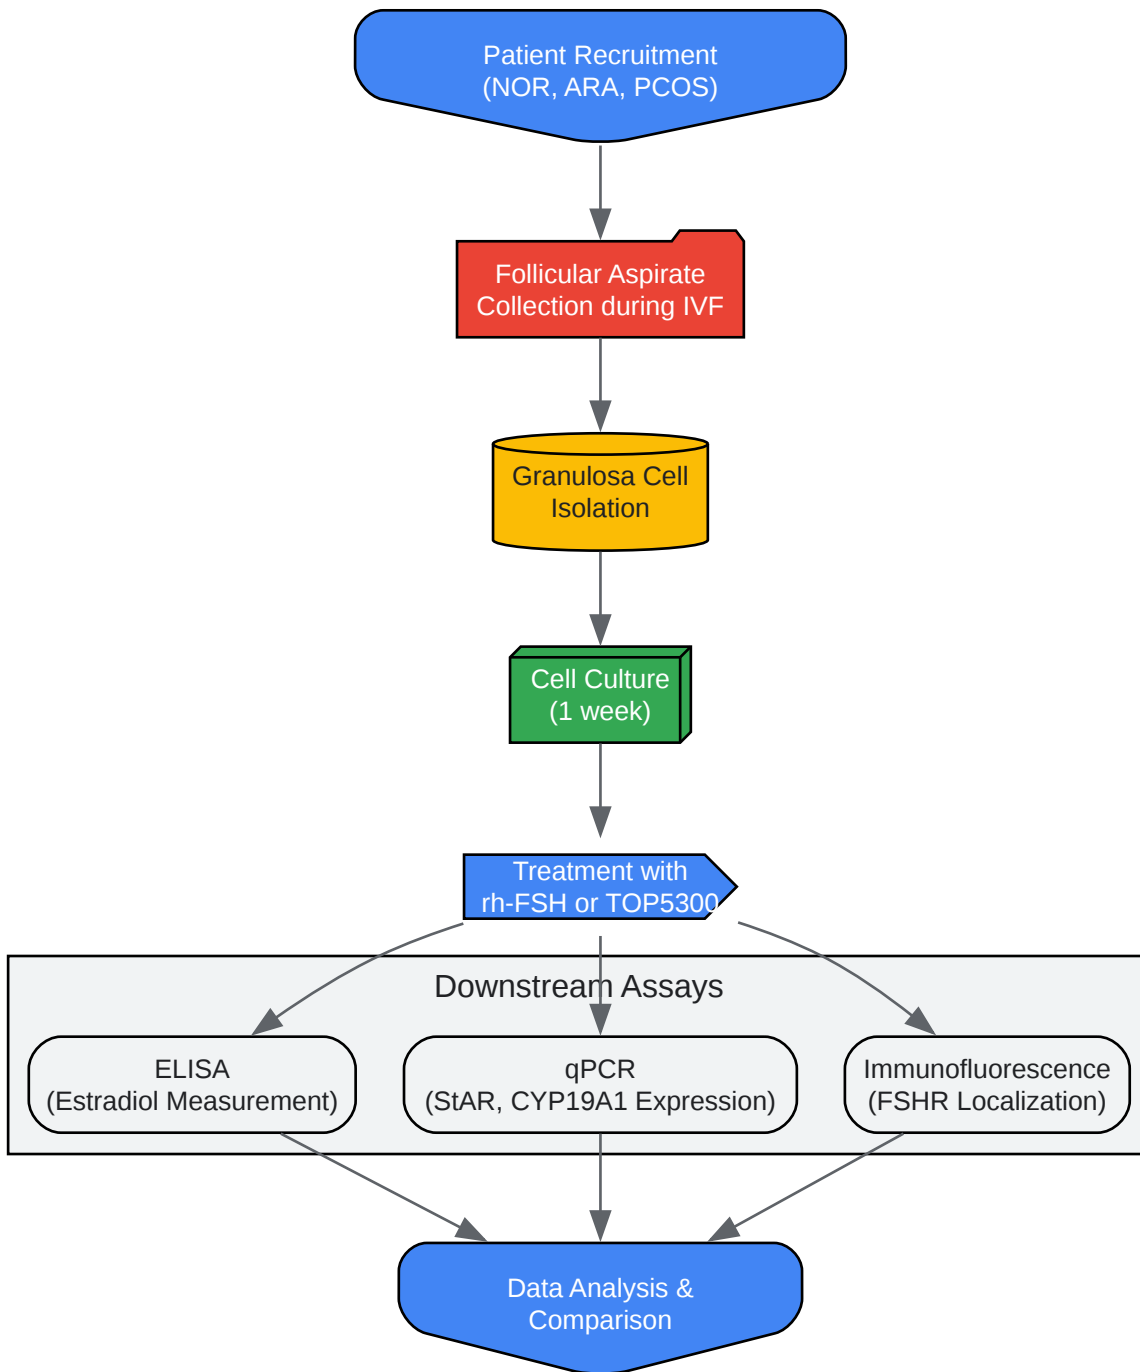 Patient Recruitment
(NOR, ARA, PCOS)
Follicular Aspirate
Collection during IVF
Granulosa Cell
Isolation
Cell Culture
(1 week)
Treatment with
rh-FSH or TOP5300
Downstream Assays
ELISA
(Estradiol Measurement)
qPCR
(StAR, CYP19A1 Expression)
Immunofluorescence
(FSHR Localization)
Data Analysis &
Comparison